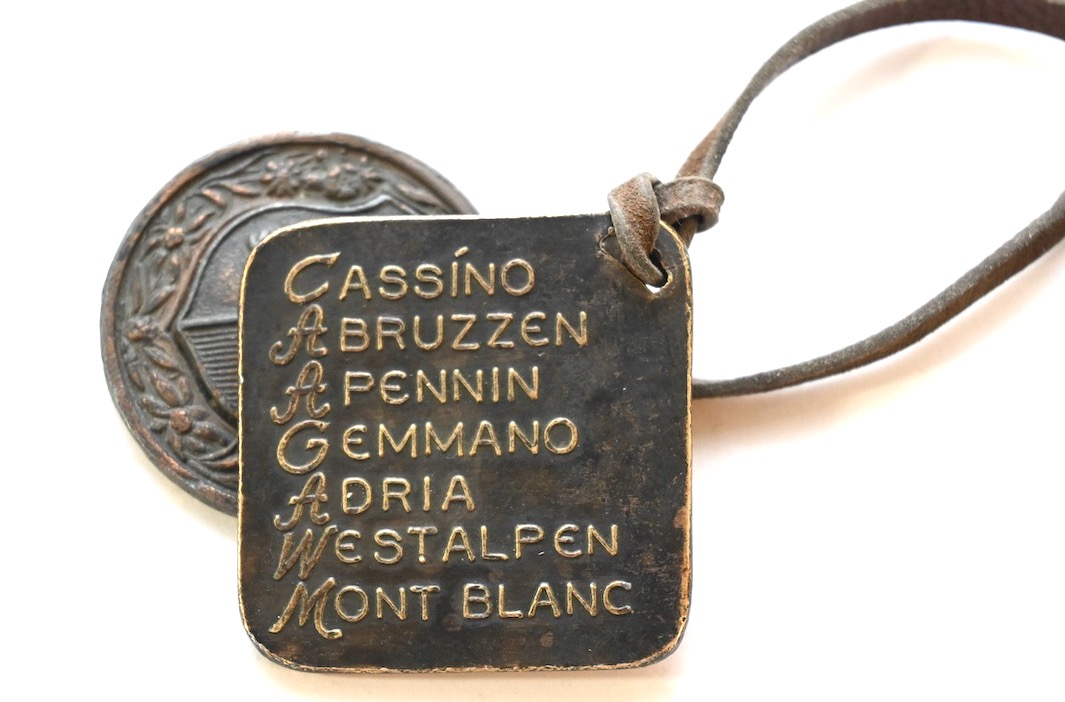 CASSÍNO
ABRUZZEN
APENNIN
GEMMANO
ADRIA
WESTALPEN
MONT BLANC